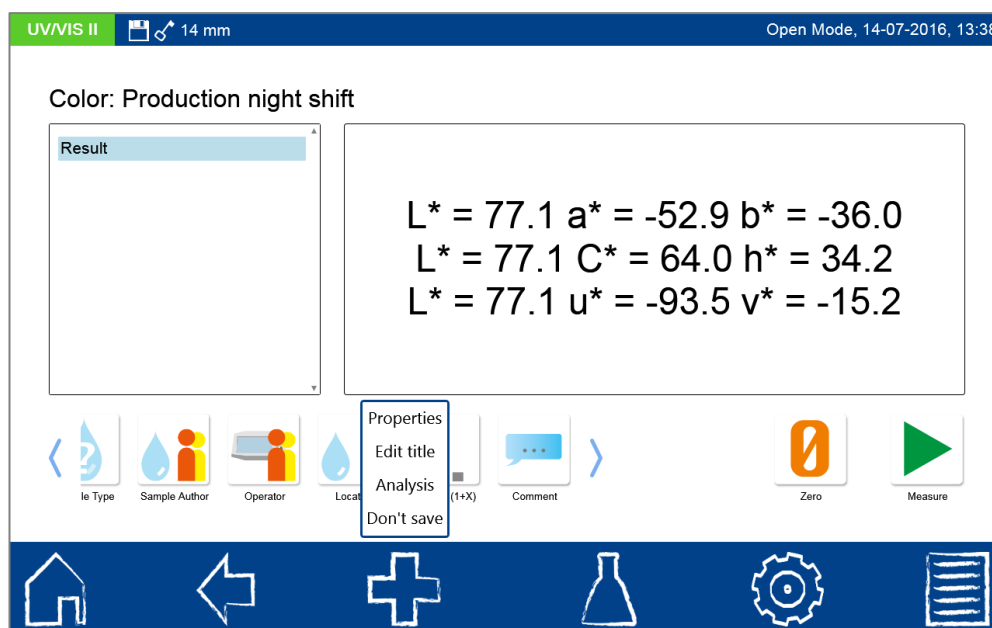 UV/VIS II 14 mm Open Mode, 14-07-2016, 13:38
Color: Production night shift
Result
L* = 77.1 a* = -52.9 b* = -36.0
L* = 77.1 C* = 64.0 h* = 34.2
L* = 77.1 u* = -93.5 v* = -15.2
Properties
Edit title
Analysis
Don't save
le Type Sample Author Operator Locat (1+X) Comment Zero Measure